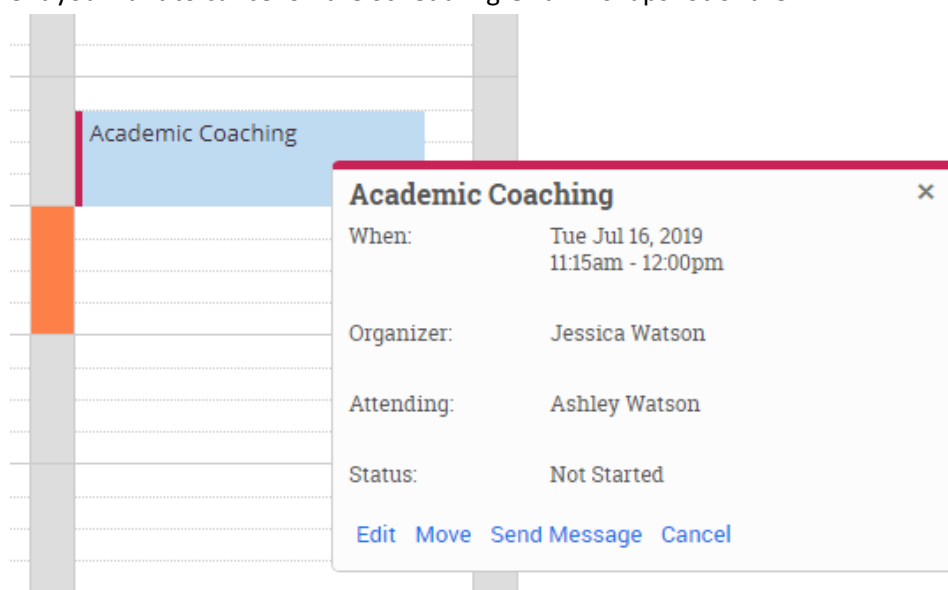 Academic Coaching
Academic Coaching ×
When: Tue Jul 16, 2019
11:15am - 12:00pm
Organizer: Jessica Watson
Attending: Ashley Watson
Status: Not Started
Edit Move Send Message Cancel